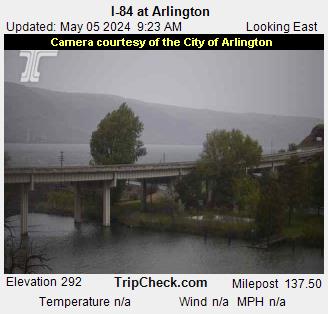 I-84 at Arlington
Updated: May 05 2024 9:23 AM Looking East
Camera courtesy of the City of Arlington
Elevation 292 TripCheck.com Milepost 137.50
Temperature n/a Wind n/a MPH n/a